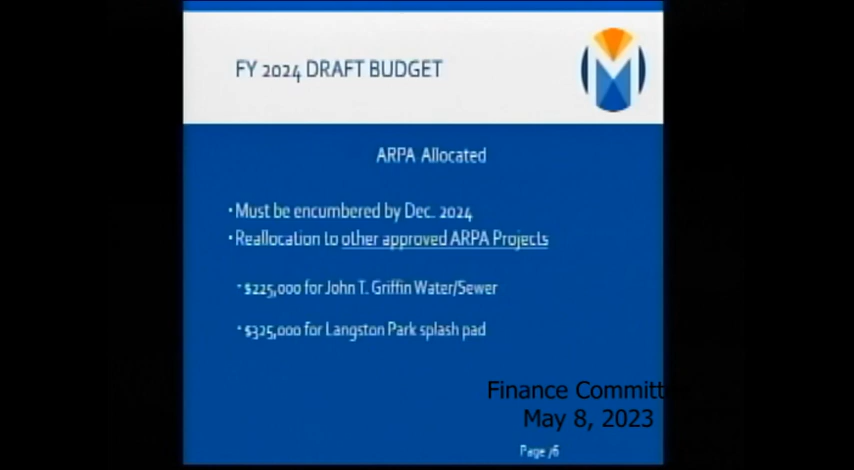 FY 2024 DRAFT BUDGET
ARPA Allocated
• Must be encumbered by Dec. 2024
• Reallocation to other approved ARPA Projects
• $225,000 for John T. Griffin Water/Sewer
• $325,000 for Langston Park splash pad
Finance Committ
May 8, 2023
Page /6